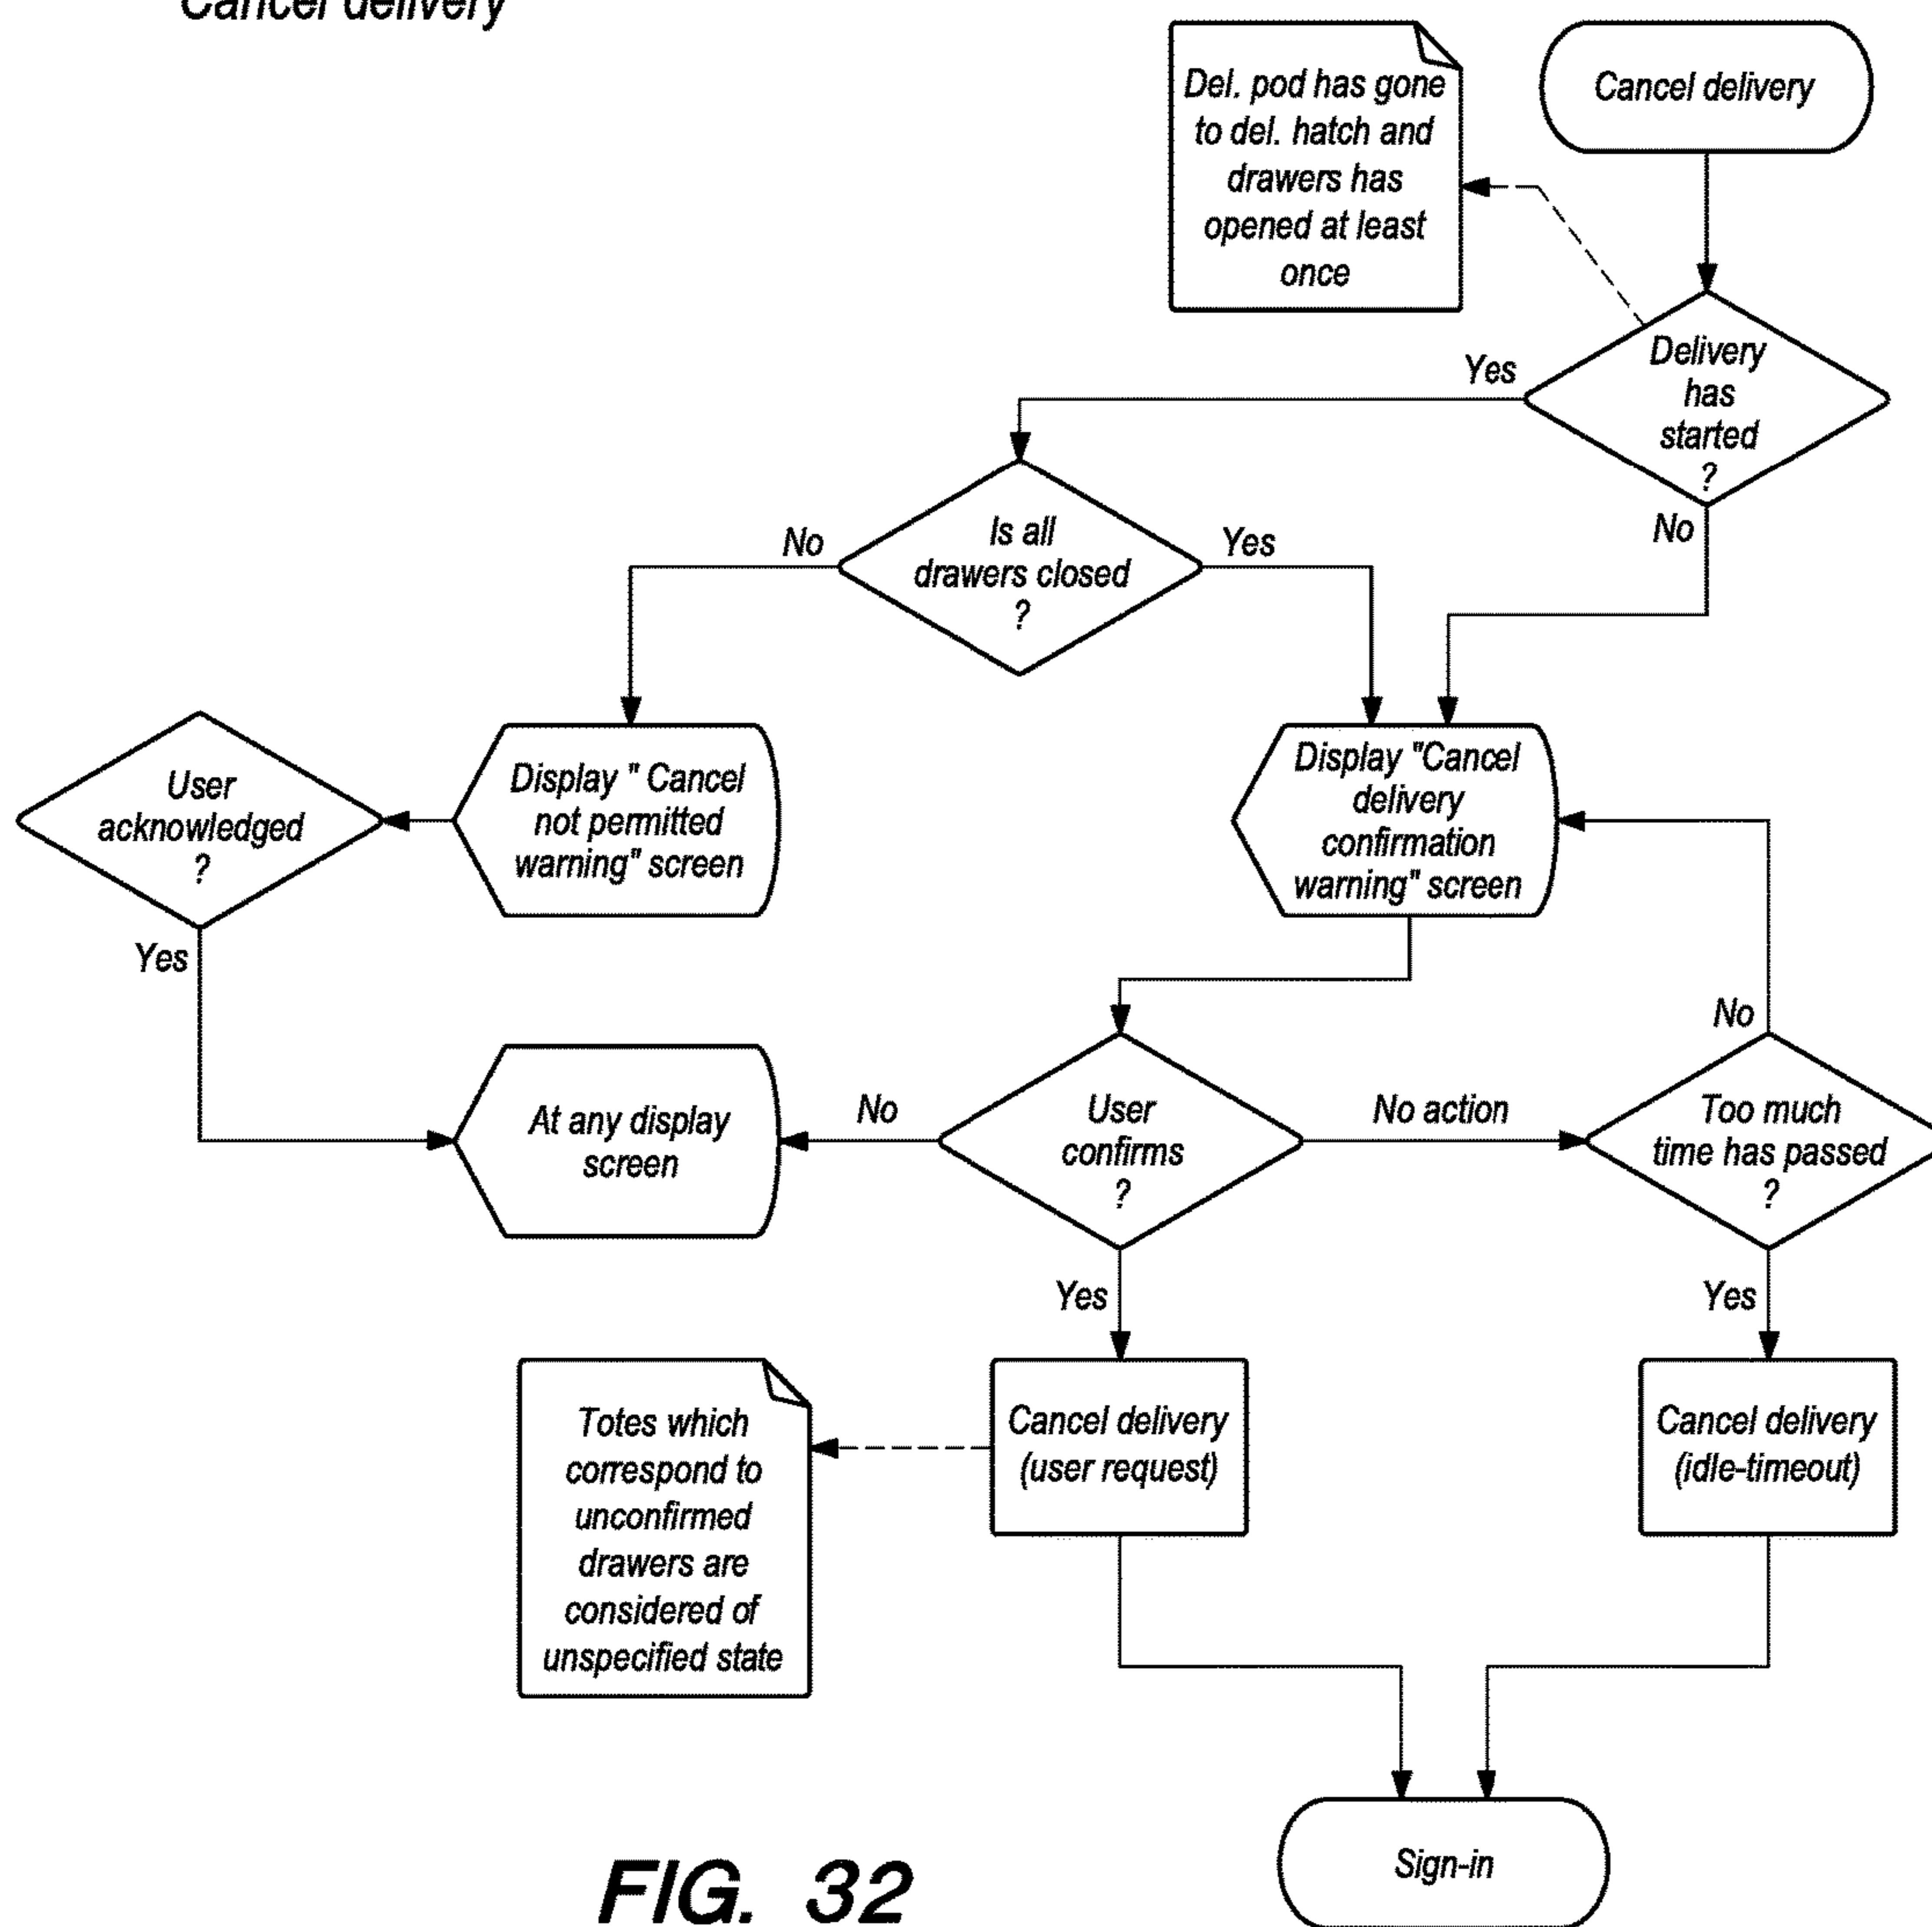 Cancel delivery
Del. pod has gone
to del. hatch and
drawers has
opened at least
once
Cancel delivery
Delivery
has
started
?
Yes
No
Is all
drawers closed
?
No
Yes
User
acknowledged
?
Display " Cancel
not permitted
warning" screen
Display "Cancel
delivery
confirmation
warning" screen
Yes
No
At any display
screen
No
User
confirms
?
No action
Too much
time has passed
?
Yes
Yes
Totes which
correspond to
unconfirmed
drawers are
considered of
unspecified state
Cancel delivery
(user request)
Cancel delivery
(idle-timeout)
Sign-in
FIG. 32